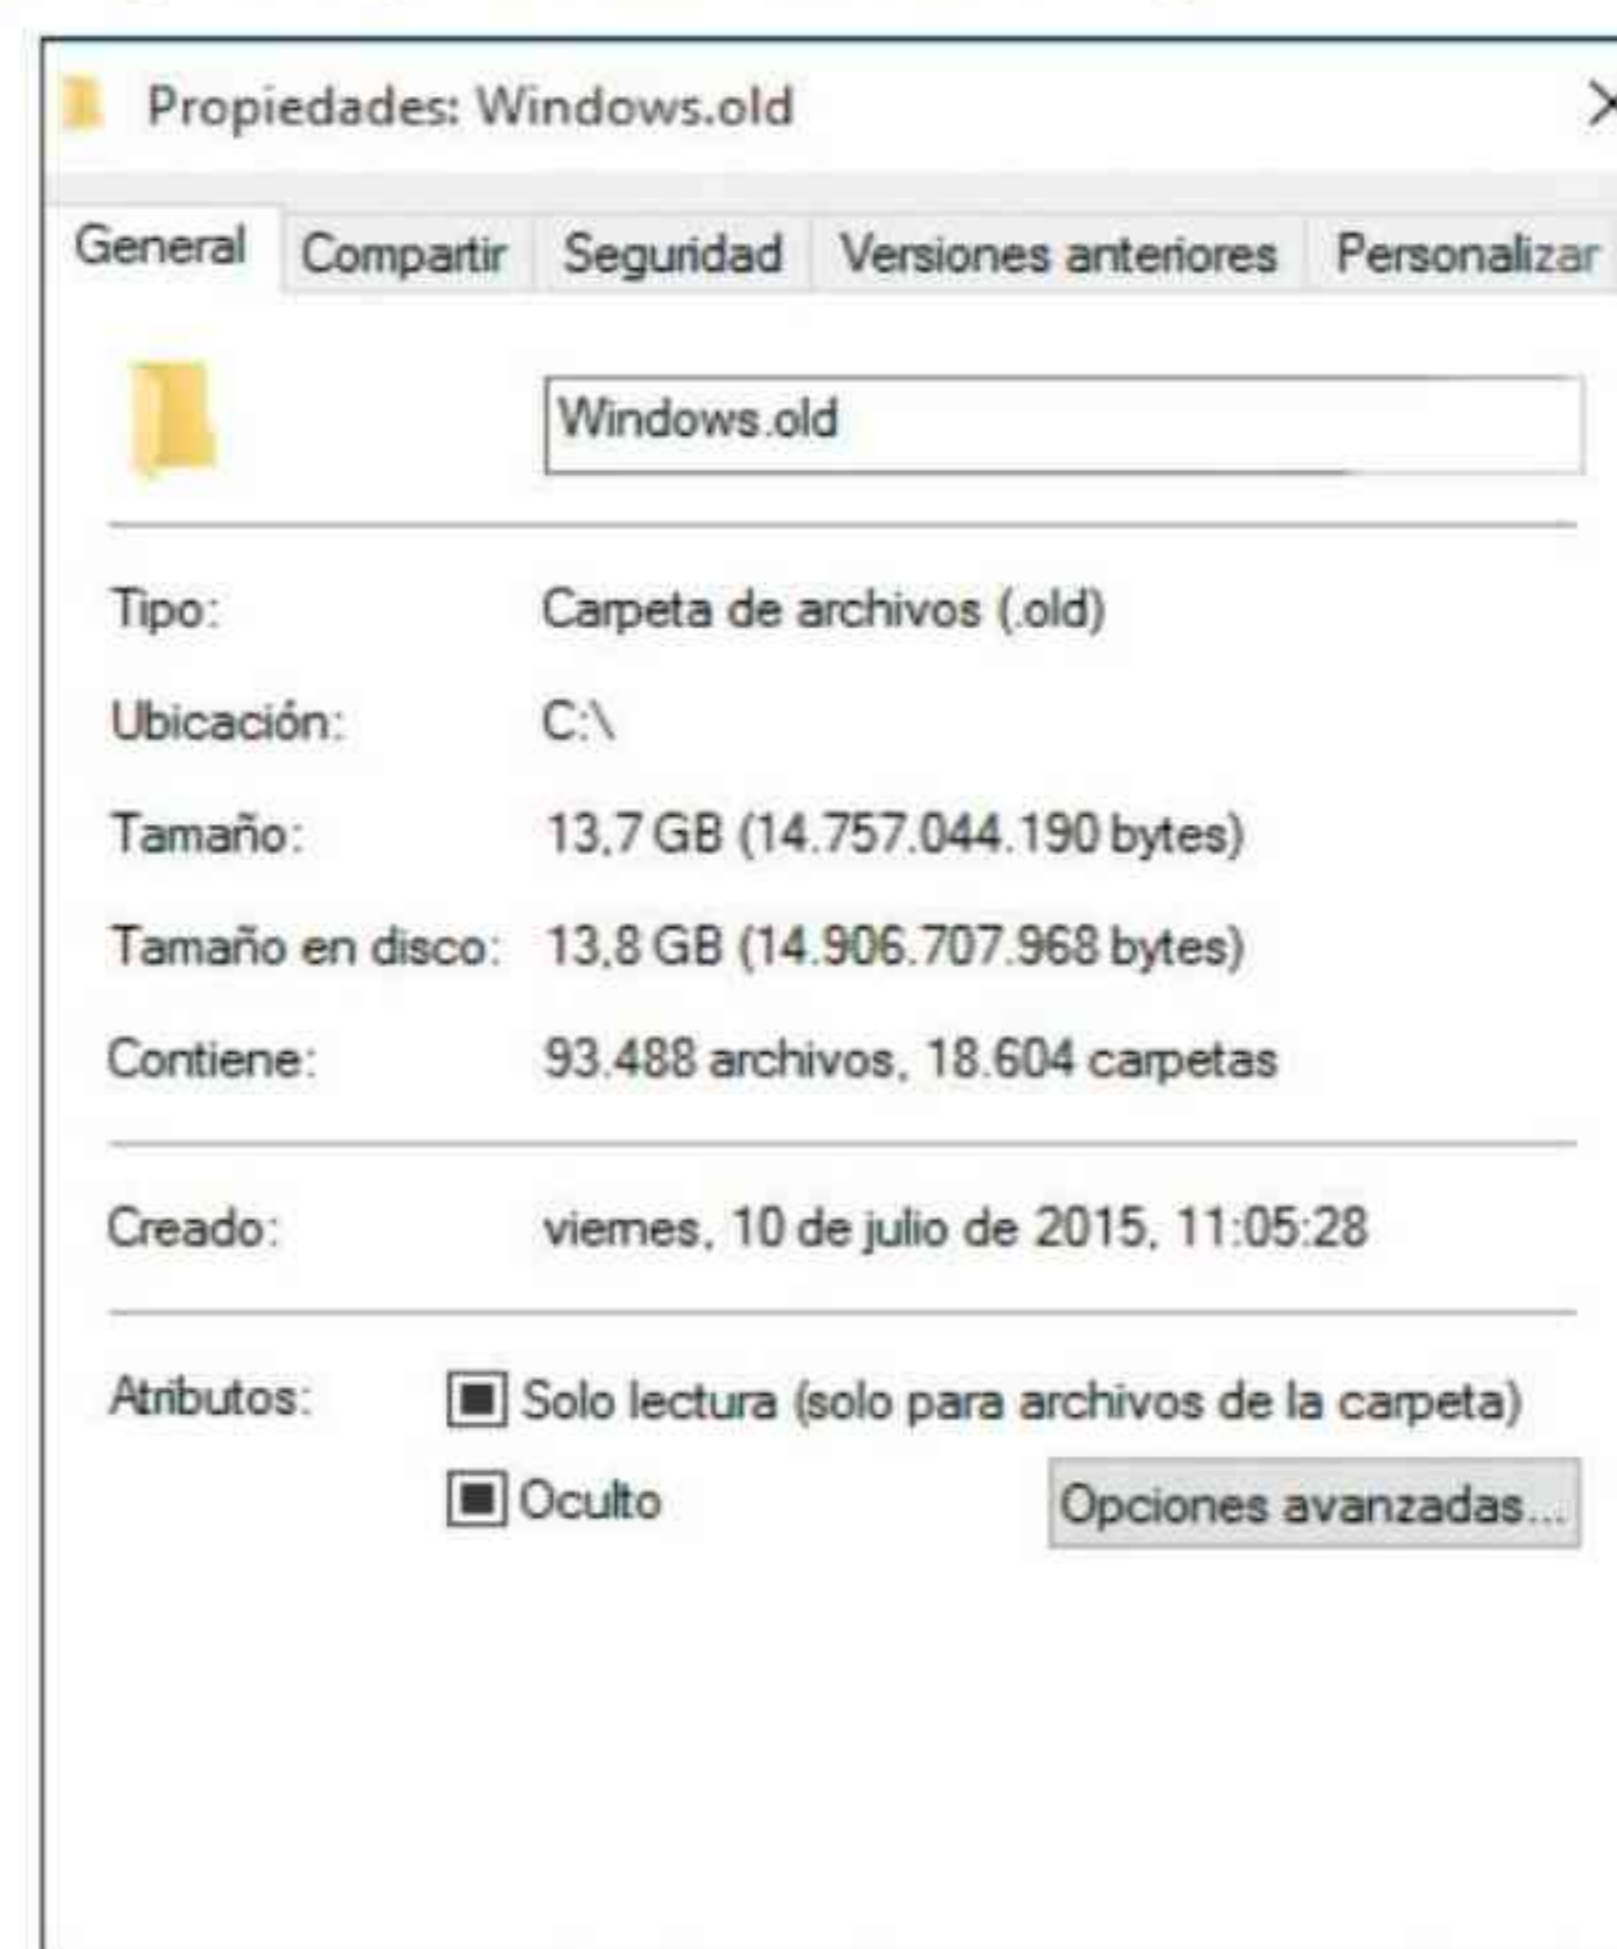 Propiedades: Windows.old
General Compartir Seguridad Versiones anteriores Personalizar
Windows.old
Tipo: Carpeta de archivos (.old)
Ubicación: C:\
Tamaño: 13,7 GB (14.757.044.190 bytes)
Tamaño en disco: 13,8 GB (14.906.707.968 bytes)
Contiene: 93.488 archivos, 18.604 carpetas
Creado: viernes, 10 de julio de 2015, 11:05:28
Atributos: Solo lectura (solo para archivos de la carpeta)
Oculto Opciones avanzadas...